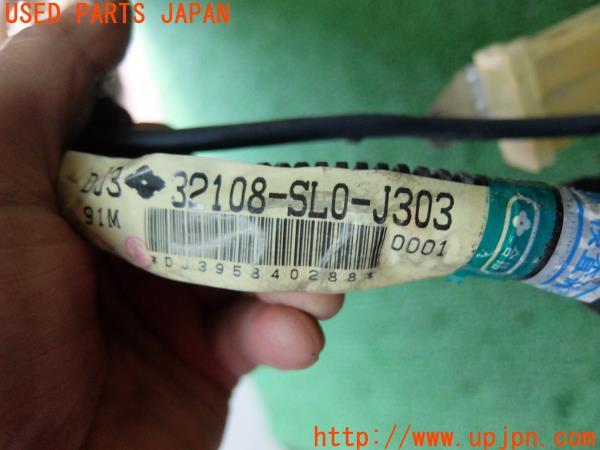 USED PARTS JAPAN
-DJ3 32108-SL0-J303
91M
0001
*DJ395840288*
http://www.upjpn.com/